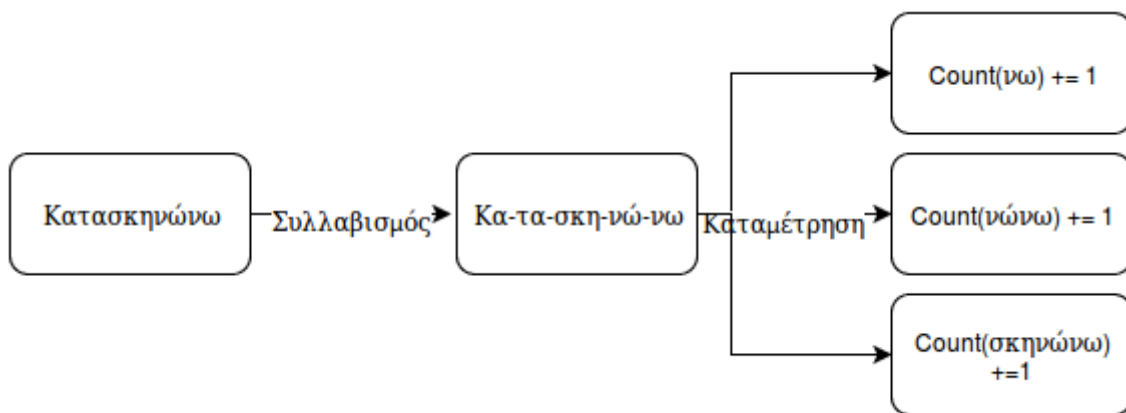 Κατασκηνώνω
Συλλαβισμός
Κα-τα-σκη-νώ-νω
Καταμέτρηση
Count(νω) += 1
Count(νώνω) += 1
Count(σκηνώνω)
+=1